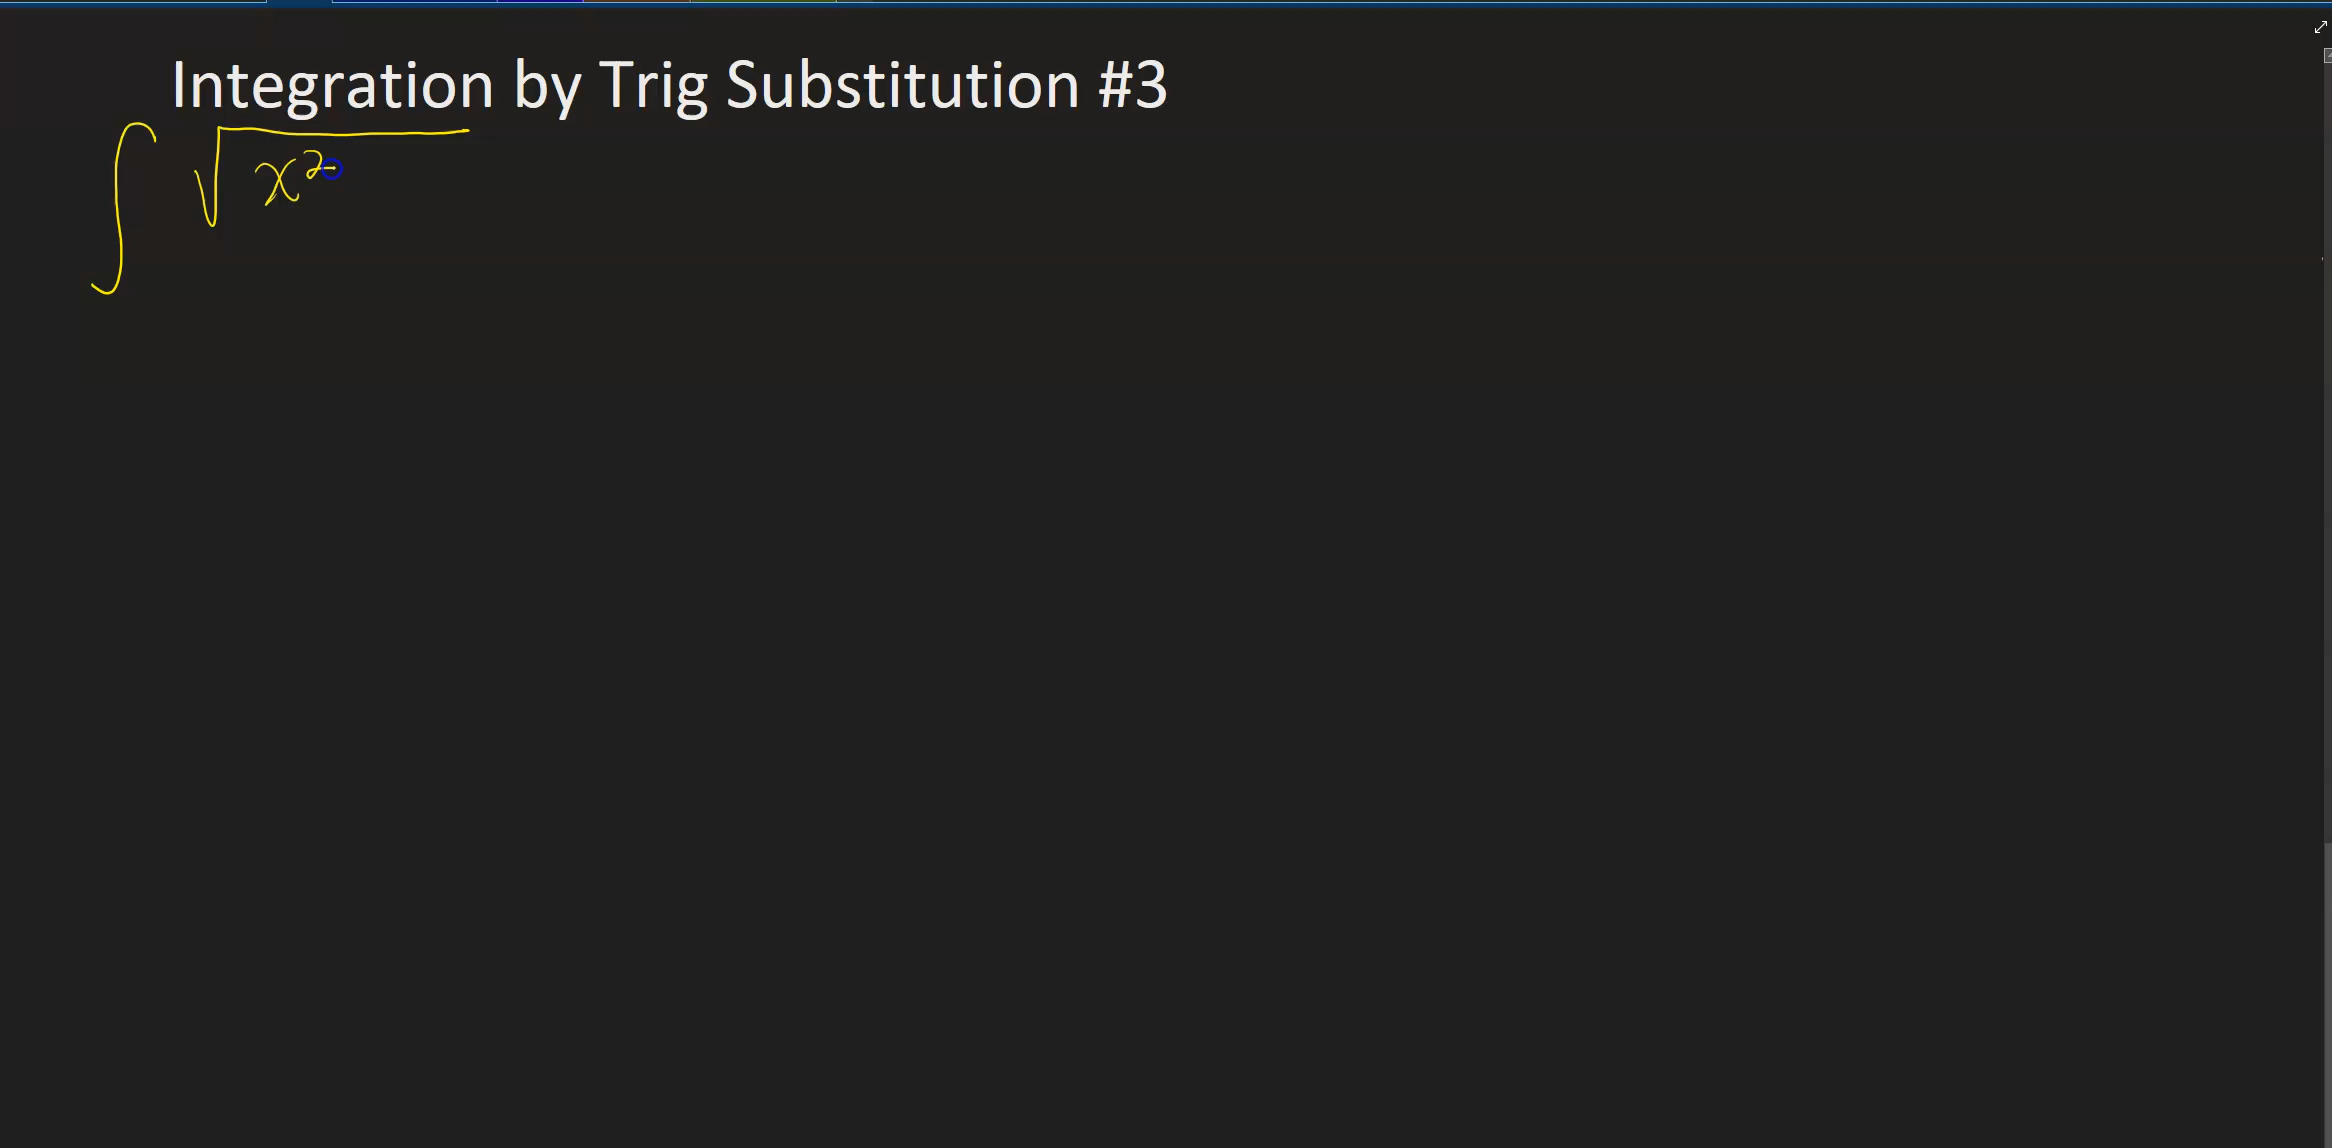 Integration by Trig Substitution #3
∫ √x²